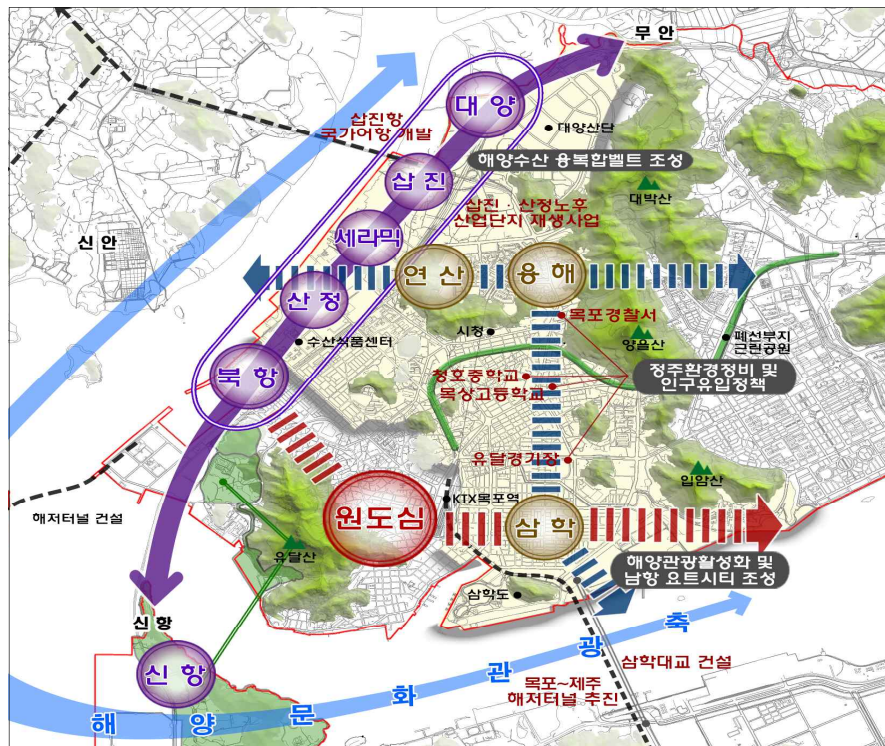 무안
대양
삽진항
국가어항 개발
대양산단
해양수산 융복합벨트 조성
삽진
대박산
삽진 · 산정노후
산업단지 재생사업
세라믹
신안
연산
용해
산정
목포경찰서
시청
양을산
폐선부지
근린공원
수산식품센터
북항
청호중학교
목상고등학교
정주환경정비 및
인구유입정책
유달경기장
입암산
KTX목포역
원도심
삼학
해저터널 건설
유달산
해양관광활성화 및
남항 요트시티 조성
삼학도
신항
신항
삼학대교 건설
목포~제주
해저터널 추진
해양문화관광축